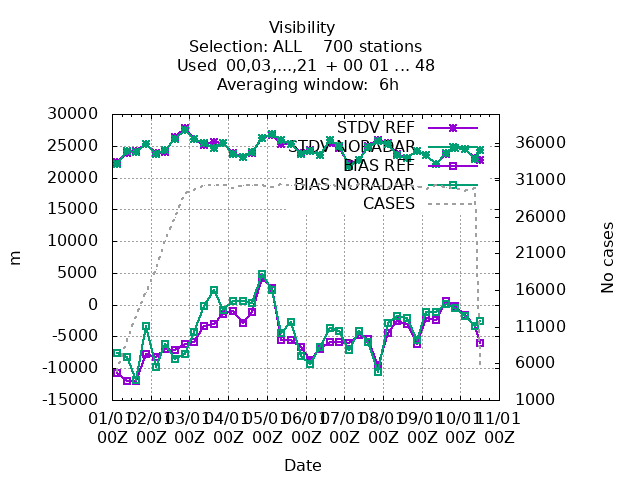 Visibility
Selection: ALL 700 stations
Used 00,03,...,21 + 00 01 ... 48
Averaging window: 6h
30000
25000
20000
15000
10000
5000
0
-5000
-10000
-15000
m
STDV REF
STDV NORADAR
BIAS REF
BIAS NORADAR
CASES
36000
31000
26000
21000
16000
11000
6000
1000
No cases
01/01 02/01 03/01 04/01 05/01 06/01 07/01 08/01 09/01 10/01 11/01
00Z 00Z 00Z 00Z 00Z 00Z 00Z 00Z 00Z 00Z 00Z
Date